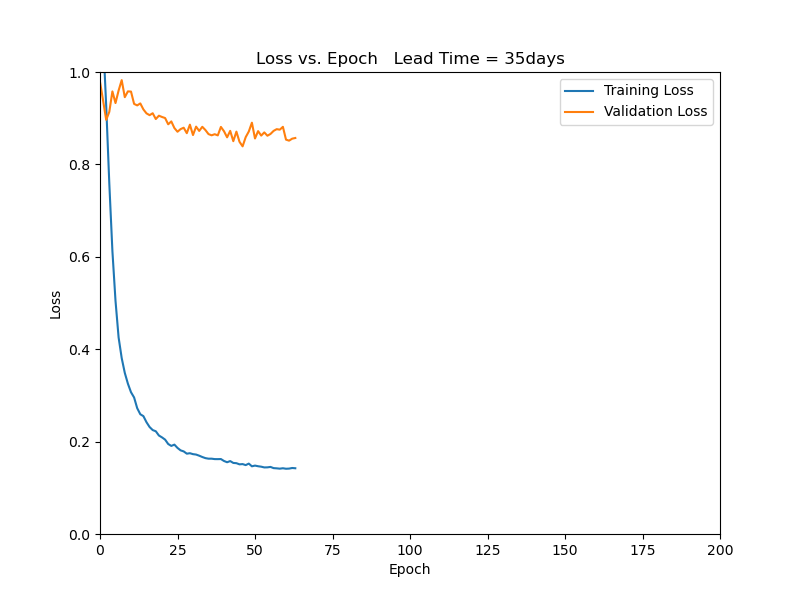 Loss vs. Epoch   Lead Time = 35days
Training Loss
Validation Loss
1.0
0.8
0.6
0.4
0.2
0.0
Loss
0 25 50 75 100 125 150 175 200
Epoch